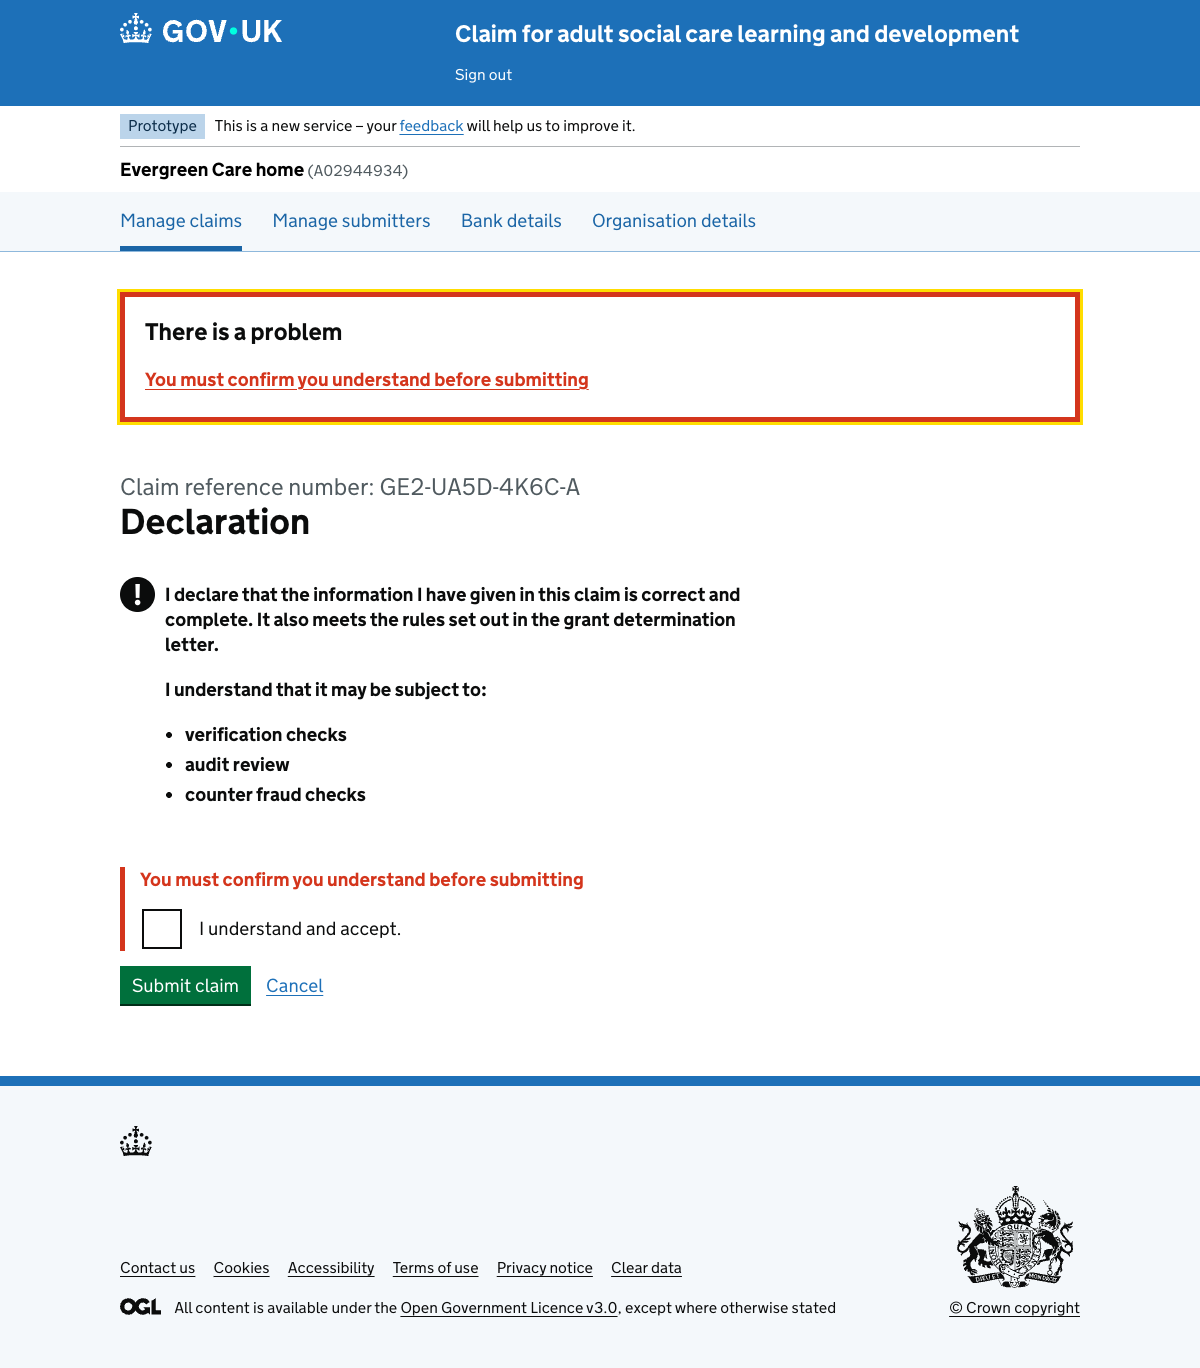 GOV·UK
Claim for adult social care learning and development
Sign out
Prototype This is a new service – your feedback will help us to improve it.
Evergreen Care home (A02944934)
Manage claims Manage submitters Bank details Organisation details
There is a problem
You must confirm you understand before submitting
Claim reference number: GE2-UA5D-4K6C-A
Declaration
! I declare that the information I have given in this claim is correct and
complete. It also meets the rules set out in the grant determination
letter.
I understand that it may be subject to:
• verification checks
• audit review
• counter fraud checks
You must confirm you understand before submitting
I understand and accept.
Submit claim Cancel
Contact us Cookies Accessibility Terms of use Privacy notice Clear data
OGL All content is available under the Open Government Licence v3.0, except where otherwise stated
© Crown copyright